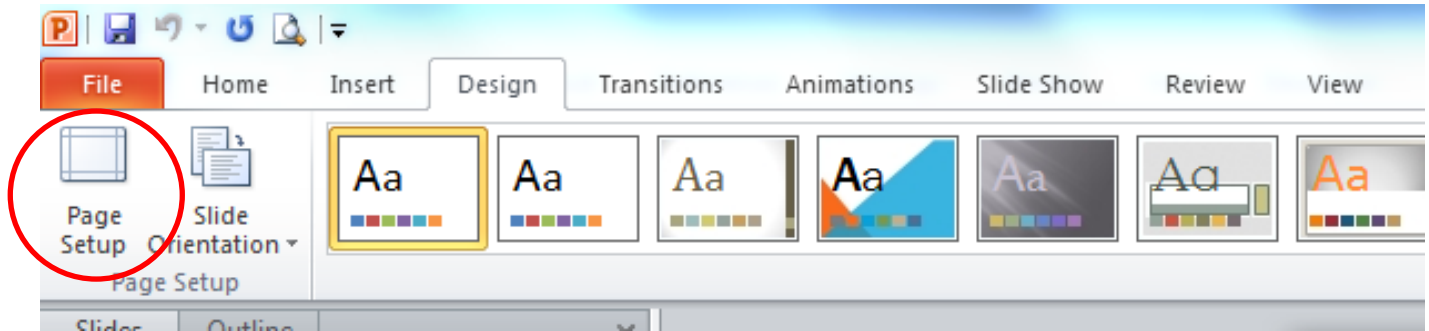 P
File Home Insert Design Transitions Animations Slide Show Review View
Aa Aa Aa Aa Aa Aa Aa
Page Slide
Setup Orientation
Page Setup
Slides Outline